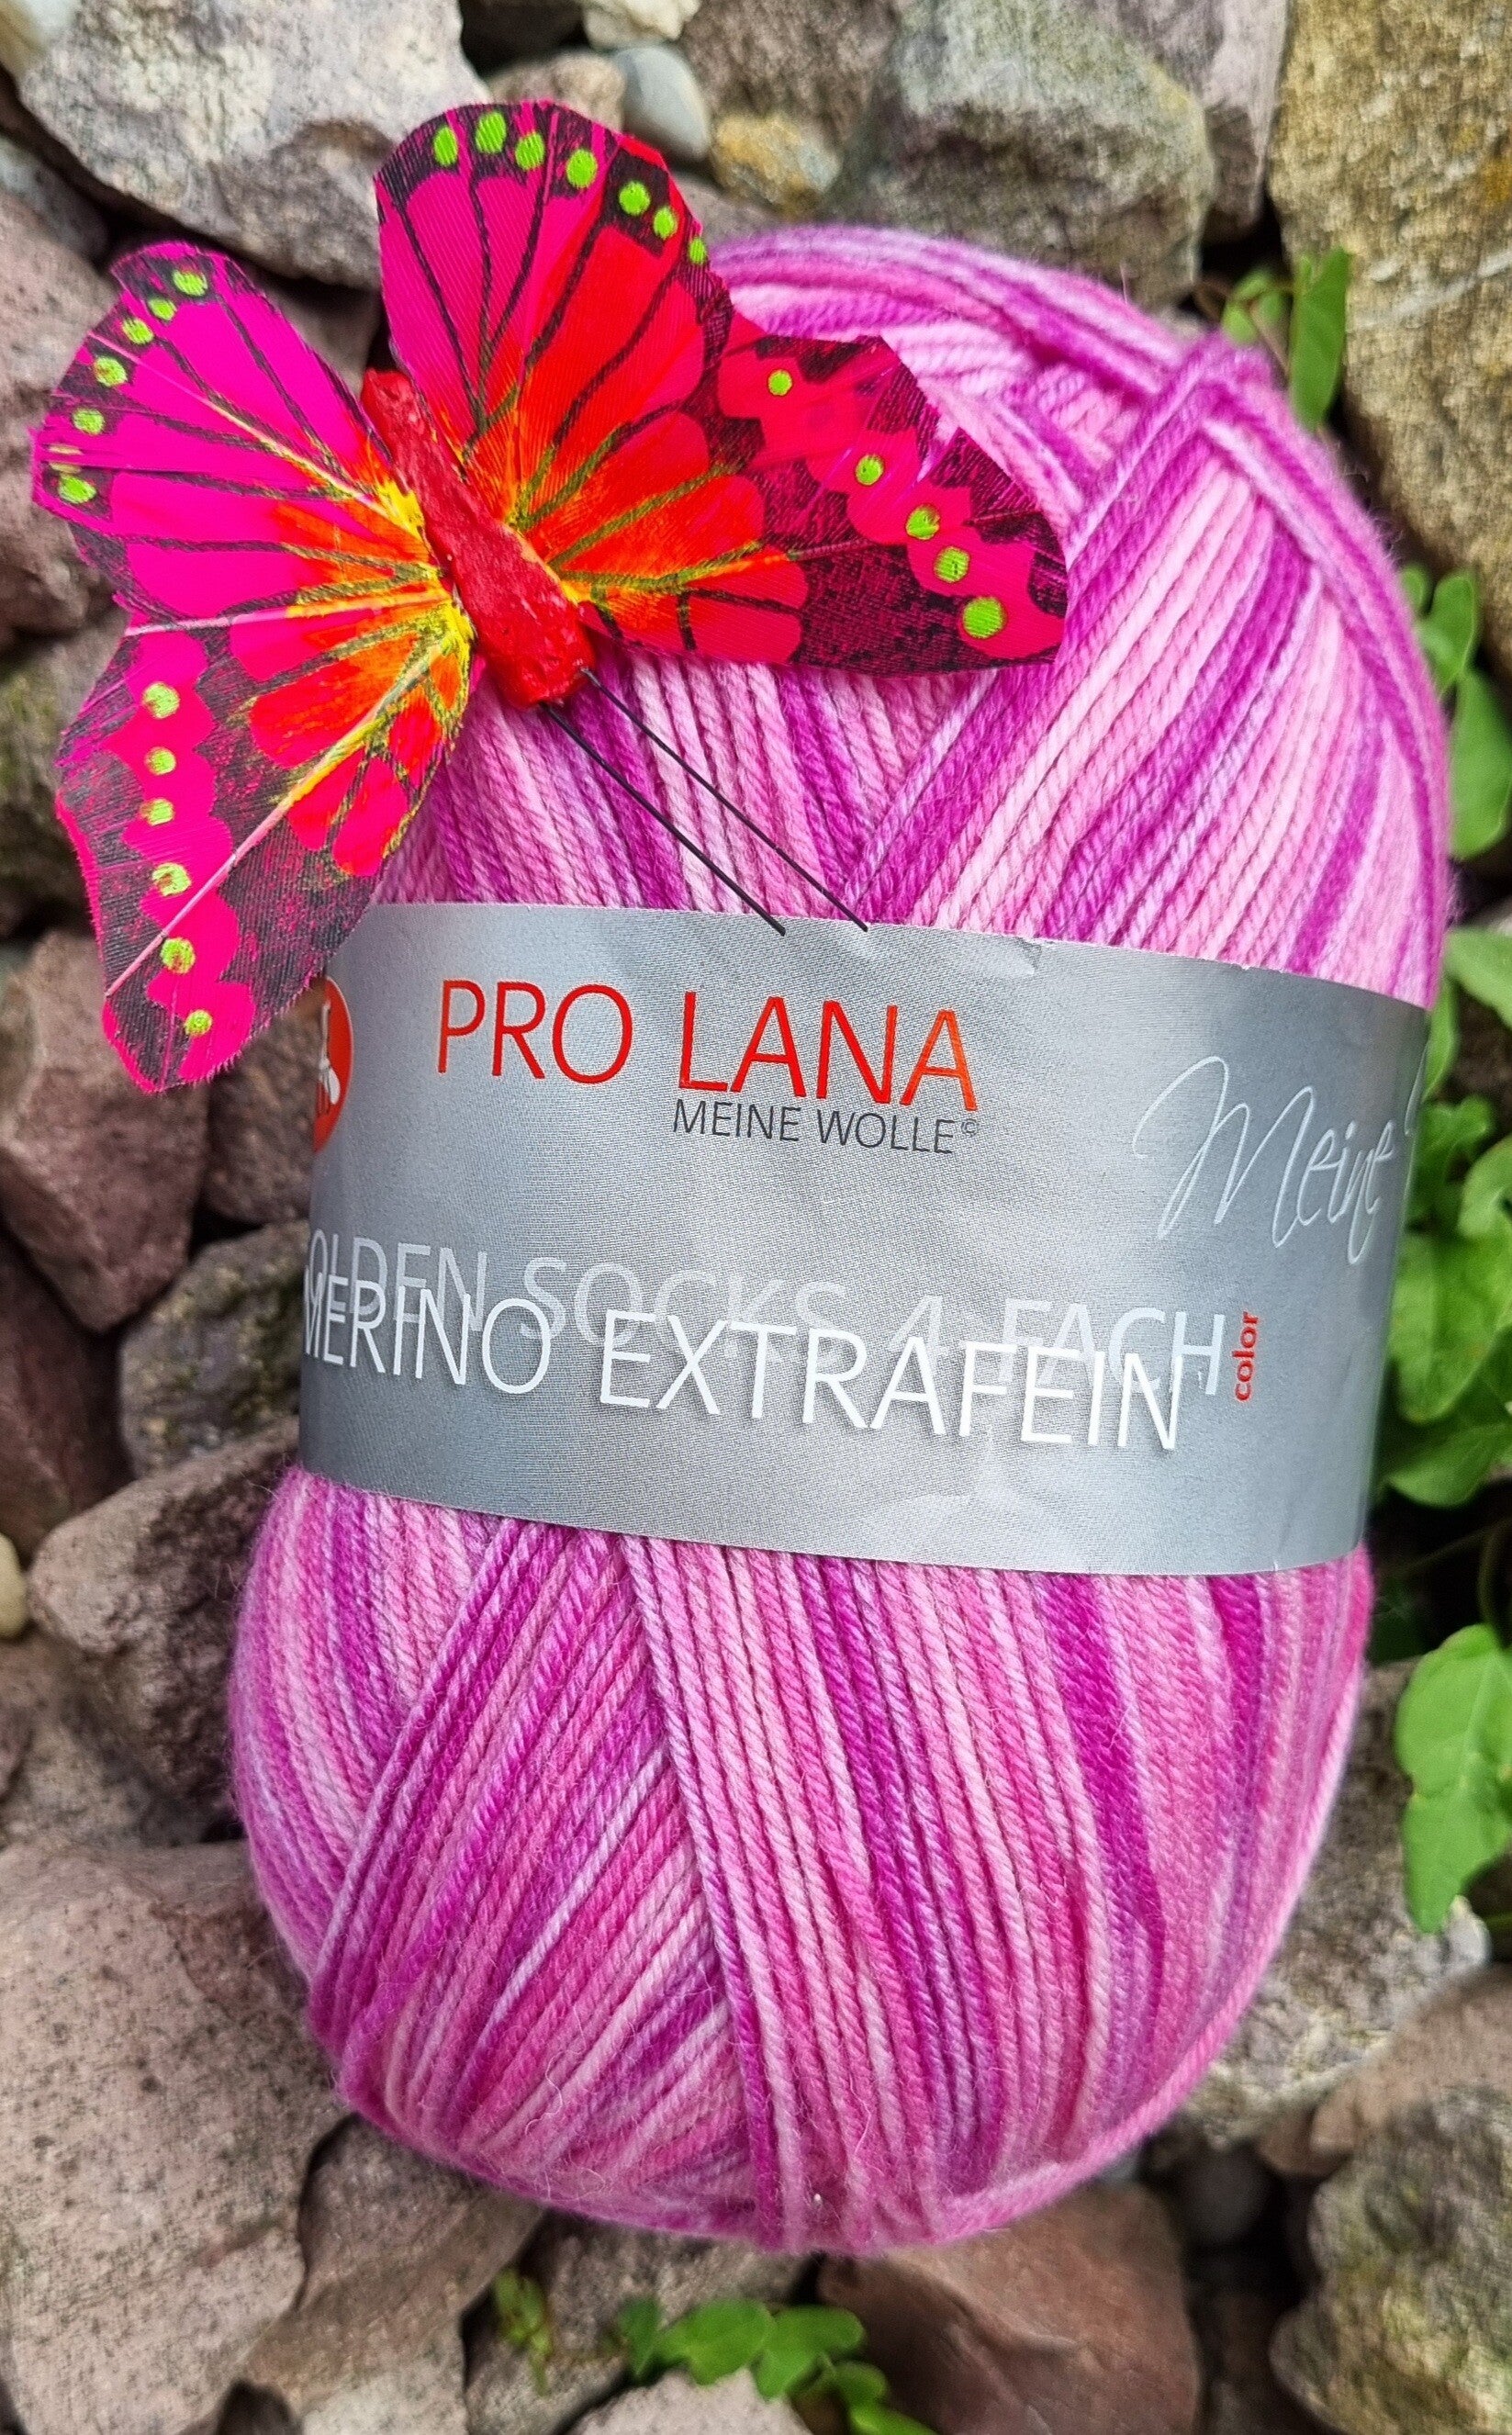 PRO LANA
MEINE WOLLE©
Meine
OLDEN SOCKS 4 FACH color
MERINO EXTRAFEIN